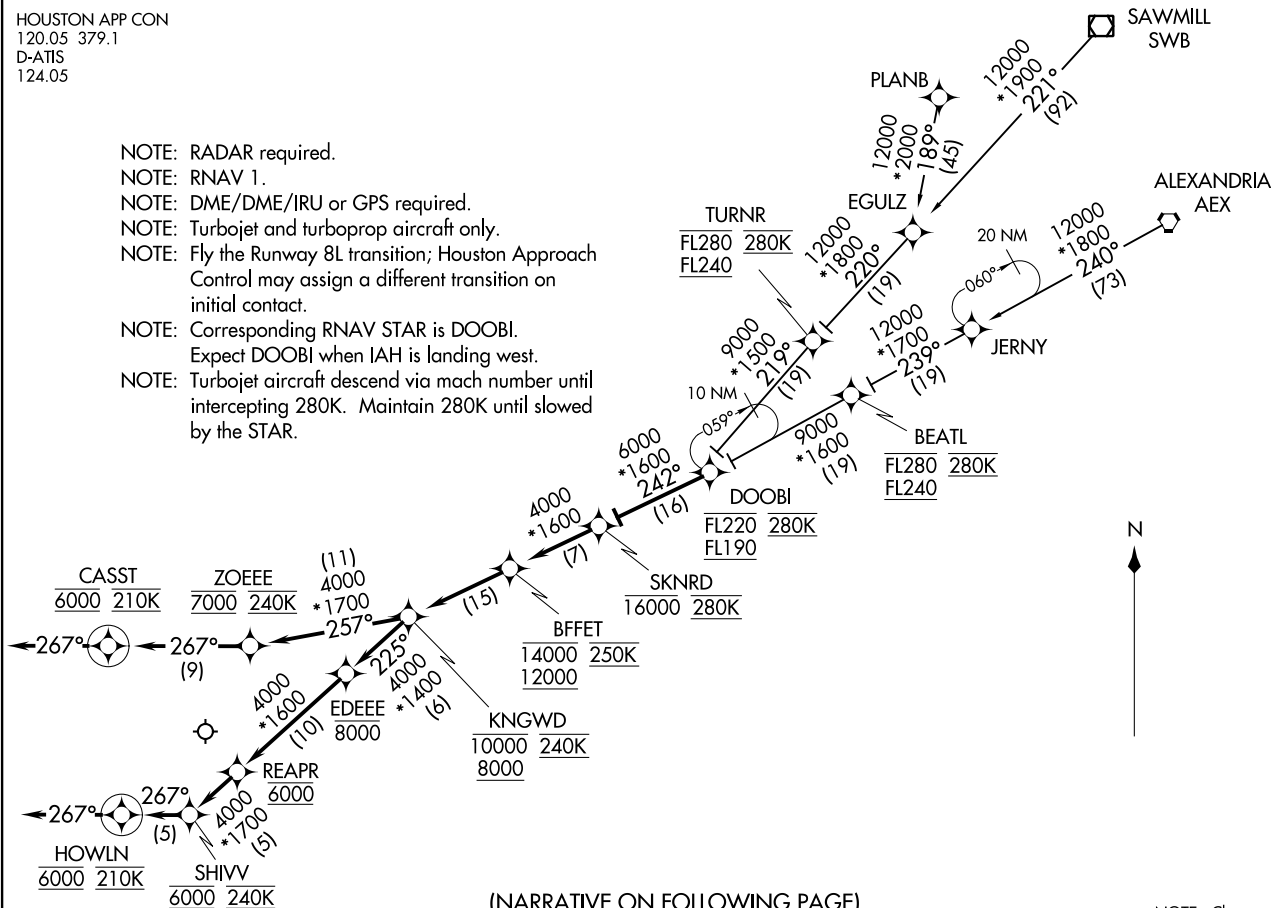 HOUSTON APP CON
120.05 379.1
D-ATIS
124.05
NOTE: RADAR required.
NOTE: RNAV 1.
NOTE: DME/DME/IRU or GPS required.
NOTE: Turbojet and turboprop aircraft only.
NOTE: Fly the Runway 8L transition; Houston Approach
Control may assign a different transition on
initial contact.
NOTE: Corresponding RNAV STAR is DOOBI.
Expect DOOBI when IAH is landing west.
NOTE: Turbojet aircraft descend via mach number until
intercepting 280K. Maintain 280K until slowed
by the STAR.
SAWMILL
SWB
12000
*1900
221°
(92)
PLANB
12000
*2000
189°
(45)
EGULZ
ALEXANDRIA
AEX
12000
*1800
240°
(73)
20 NM
060°
JERNY
TURNR
FL280 280K
FL240
12000
*1800
220°
(19)
12000
*1700
239°
(19)
9000
*1500
219°
(19)
10 NM
059°
BEATL
FL280 280K
FL240
9000
*1600
(19)
6000
*1600
242°
(16)
DOOBI
FL220 280K
FL190
4000
*1600
(7)
SKNRD
16000 280K
(15)
BFFET
14000 250K
12000
(11)
4000
*1700
257°
CASST
6000 210K
ZOEEE
7000 240K
267°
267°
(9)
225°
4000
*1400
(6)
KNGWD
10000 240K
8000
EDEEE
8000
4000
*1600
(10)
REAPR
6000
4000
*1700
(5)
267°
267°
(5)
HOWLN
6000 210K
SHIVV
6000 240K
N
(NARRATIVE ON FOLLOWING PAGE)